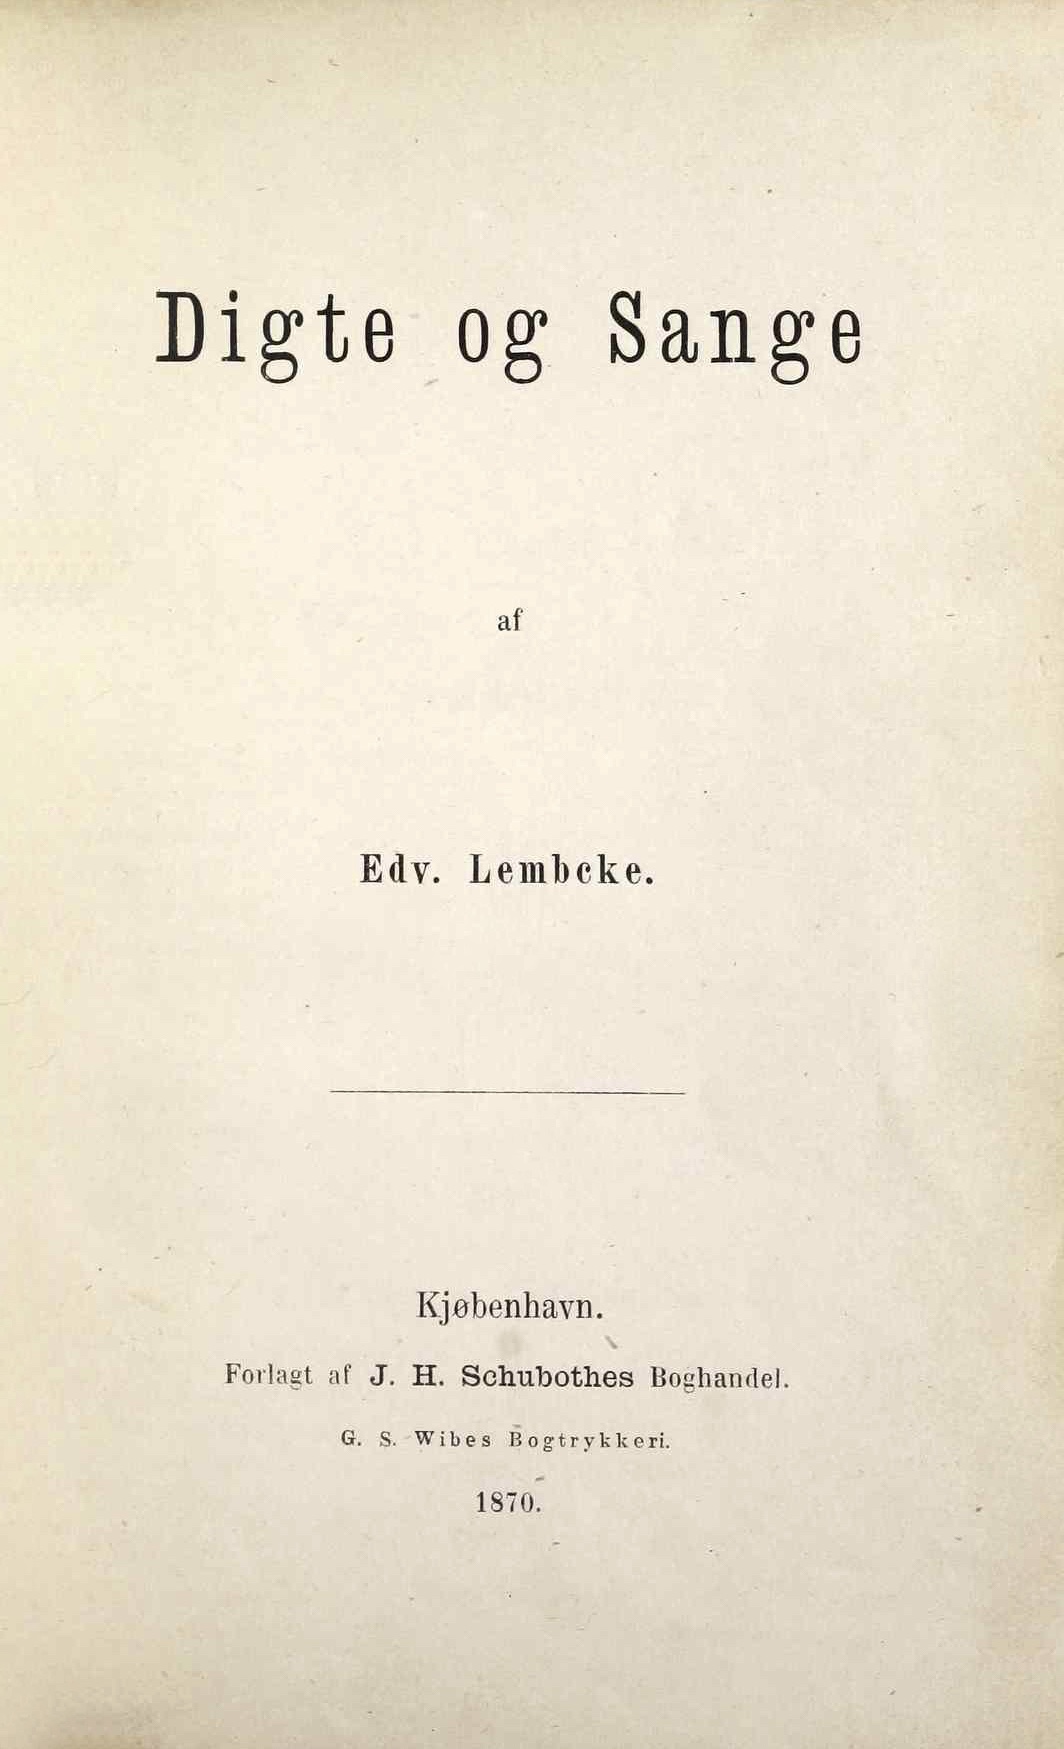 Digte og Sange
af
Edv. Lembcke.
Kjøbenhavn.
Forlagt af J. H. Schubothes Boghandel.
G. S. Wibes Bogtrykkeri.
1870.